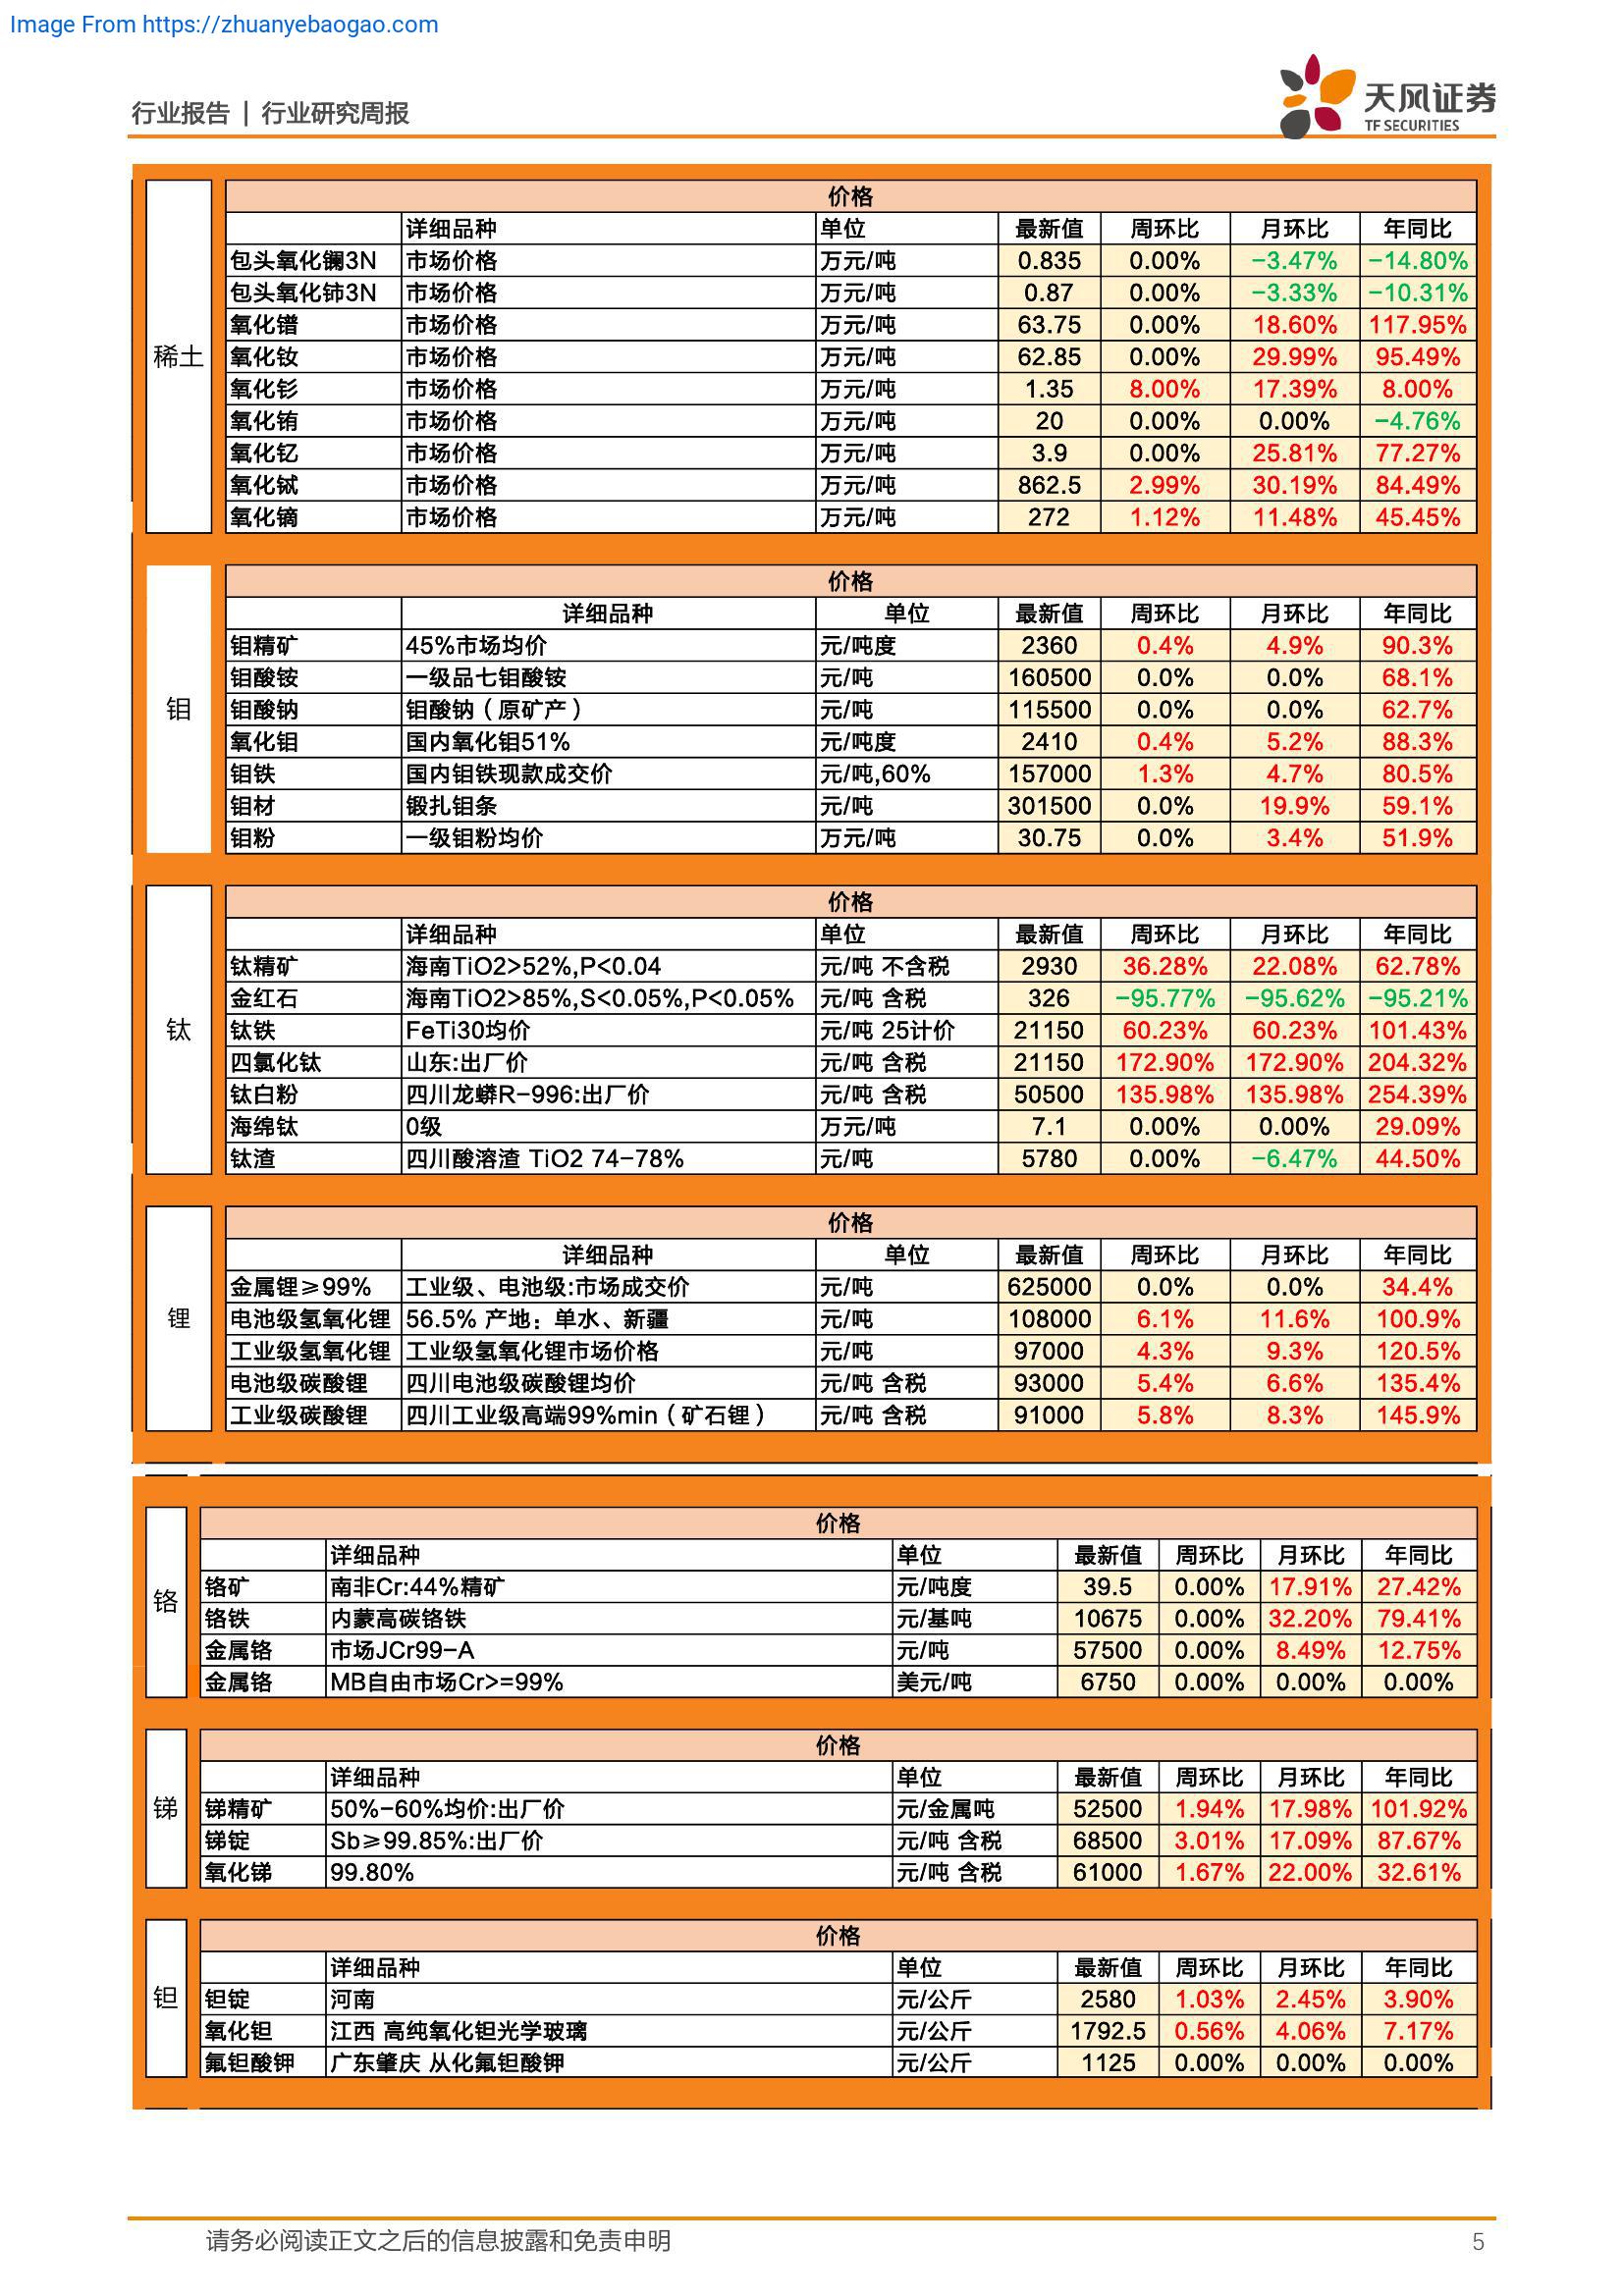 Image From https://zhuanyebaogao.com
行业报告 | 行业研究周报
天风证券
TF SECURITIES
稀土
价格
详细品种 单位 最新值 周环比 月环比 年同比
包头氧化镧3N 市场价格 万元/吨 0.835 0.00% -3.47% -14.80%
包头氧化铈3N 市场价格 万元/吨 0.87 0.00% -3.33% -10.31%
氧化镨 市场价格 万元/吨 63.75 0.00% 18.60% 117.95%
氧化钕 市场价格 万元/吨 62.85 0.00% 29.99% 95.49%
氧化钐 市场价格 万元/吨 1.35 8.00% 17.39% 8.00%
氧化铕 市场价格 万元/吨 20 0.00% 0.00% -4.76%
氧化钇 市场价格 万元/吨 3.9 0.00% 25.81% 77.27%
氧化铽 市场价格 万元/吨 862.5 2.99% 30.19% 84.49%
氧化镝 市场价格 万元/吨 272 1.12% 11.48% 45.45%
钼
价格
详细品种 单位 最新值 周环比 月环比 年同比
钼精矿 45%市场均价 元/吨度 2360 0.4% 4.9% 90.3%
钼酸铵 一级品七钼酸铵 元/吨 160500 0.0% 0.0% 68.1%
钼酸钠 钼酸钠（原矿产） 元/吨 115500 0.0% 0.0% 62.7%
氧化钼 国内氧化钼51% 元/吨度 2410 0.4% 5.2% 88.3%
钼铁 国内钼铁现款成交价 元/吨,60% 157000 1.3% 4.7% 80.5%
钼材 锻扎钼条 元/吨 301500 0.0% 19.9% 59.1%
钼粉 一级钼粉均价 万元/吨 30.75 0.0% 3.4% 51.9%
钛
价格
详细品种 单位 最新值 周环比 月环比 年同比
钛精矿 海南TiO2>52%,P<0.04 元/吨 不含税 2930 36.28% 22.08% 62.78%
金红石 海南TiO2>85%,S<0.05%,P<0.05% 元/吨 含税 326 -95.77% -95.62% -95.21%
钛铁 FeTi30均价 元/吨 25计价 21150 60.23% 60.23% 101.43%
四氯化钛 山东:出厂价 元/吨 含税 21150 172.90% 172.90% 204.32%
钛白粉 四川龙蟒R-996:出厂价 元/吨 含税 50500 135.98% 135.98% 254.39%
海绵钛 0级 万元/吨 7.1 0.00% 0.00% 29.09%
钛渣 四川酸溶渣 TiO2 74-78% 元/吨 5780 0.00% -6.47% 44.50%
锂
价格
详细品种 单位 最新值 周环比 月环比 年同比
金属锂≥99% 工业级、电池级:市场成交价 元/吨 625000 0.0% 0.0% 34.4%
电池级氢氧化锂 56.5% 产地：单水、新疆 元/吨 108000 6.1% 11.6% 100.9%
工业级氢氧化锂 工业级氢氧化锂市场价格 元/吨 97000 4.3% 9.3% 120.5%
电池级碳酸锂 四川电池级碳酸锂均价 元/吨 含税 93000 5.4% 6.6% 135.4%
工业级碳酸锂 四川工业级高端99%min（矿石锂） 元/吨 含税 91000 5.8% 8.3% 145.9%
铬
价格
详细品种 单位 最新值 周环比 月环比 年同比
铬矿 南非Cr:44%精矿 元/吨度 39.5 0.00% 17.91% 27.42%
铬铁 内蒙高碳铬铁 元/基吨 10675 0.00% 32.20% 79.41%
金属铬 市场JCr99-A 元/吨 57500 0.00% 8.49% 12.75%
金属铬 MB自由市场Cr>=99% 美元/吨 6750 0.00% 0.00% 0.00%
锑
价格
详细品种 单位 最新值 周环比 月环比 年同比
锑精矿 50%-60%均价:出厂价 元/金属吨 52500 1.94% 17.98% 101.92%
锑锭 Sb≥99.85%:出厂价 元/吨 含税 68500 3.01% 17.09% 87.67%
氧化锑 99.80% 元/吨 含税 61000 1.67% 22.00% 32.61%
钽
价格
详细品种 单位 最新值 周环比 月环比 年同比
钽锭 河南 元/公斤 2580 1.03% 2.45% 3.90%
氧化钽 江西 高纯氧化钽光学玻璃 元/公斤 1792.5 0.56% 4.06% 7.17%
氟钽酸钾 广东肇庆 从化氟钽酸钾 元/公斤 1125 0.00% 0.00% 0.00%
请务必阅读正文之后的信息披露和免责申明 5